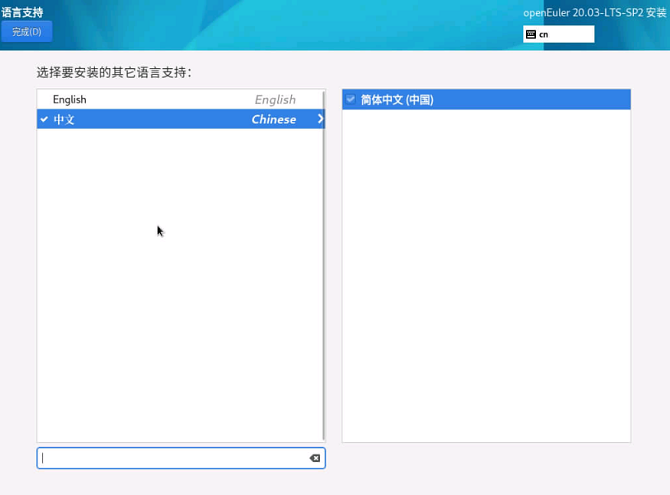 语言支持
openEuler 20.03-LTS-SP2 安装
完成(D)
cn
选择要安装的其它语言支持：
English English
中文 Chinese
简体中文 (中国)